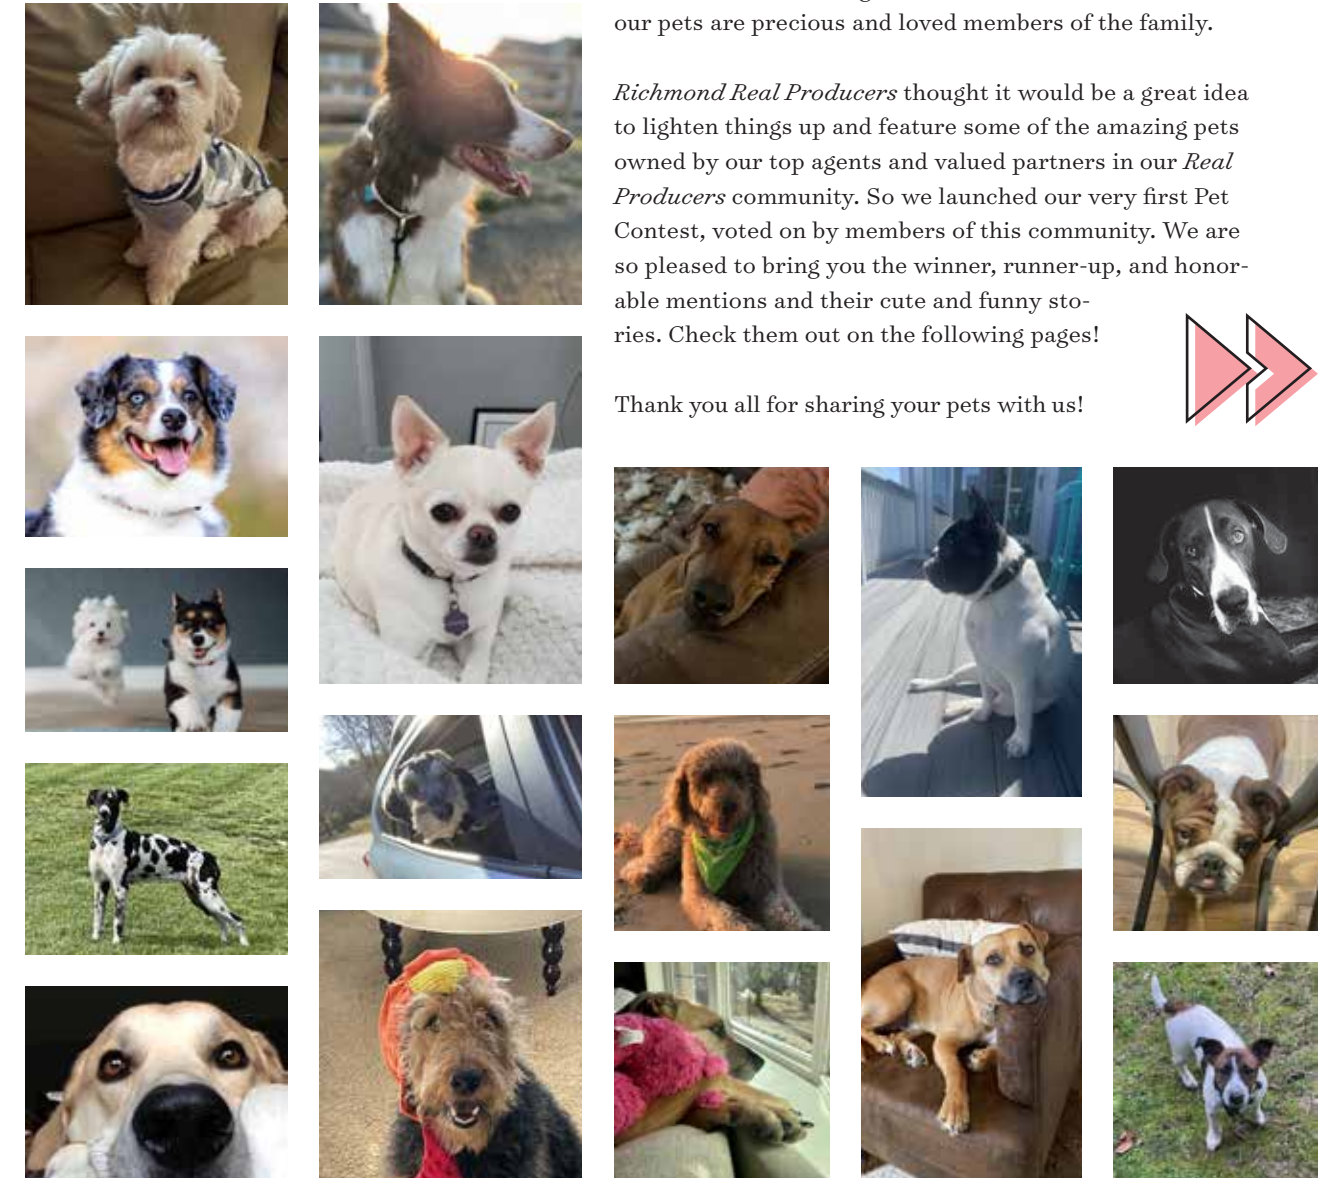 our pets are precious and loved members of the family.
Richmond Real Producers thought it would be a great idea
to lighten things up and feature some of the amazing pets
owned by our top agents and valued partners in our Real
Producers community. So we launched our very first Pet
Contest, voted on by members of this community. We are
so pleased to bring you the winner, runner-up, and honor-
able mentions and their cute and funny sto-
ries. Check them out on the following pages!
Thank you all for sharing your pets with us!